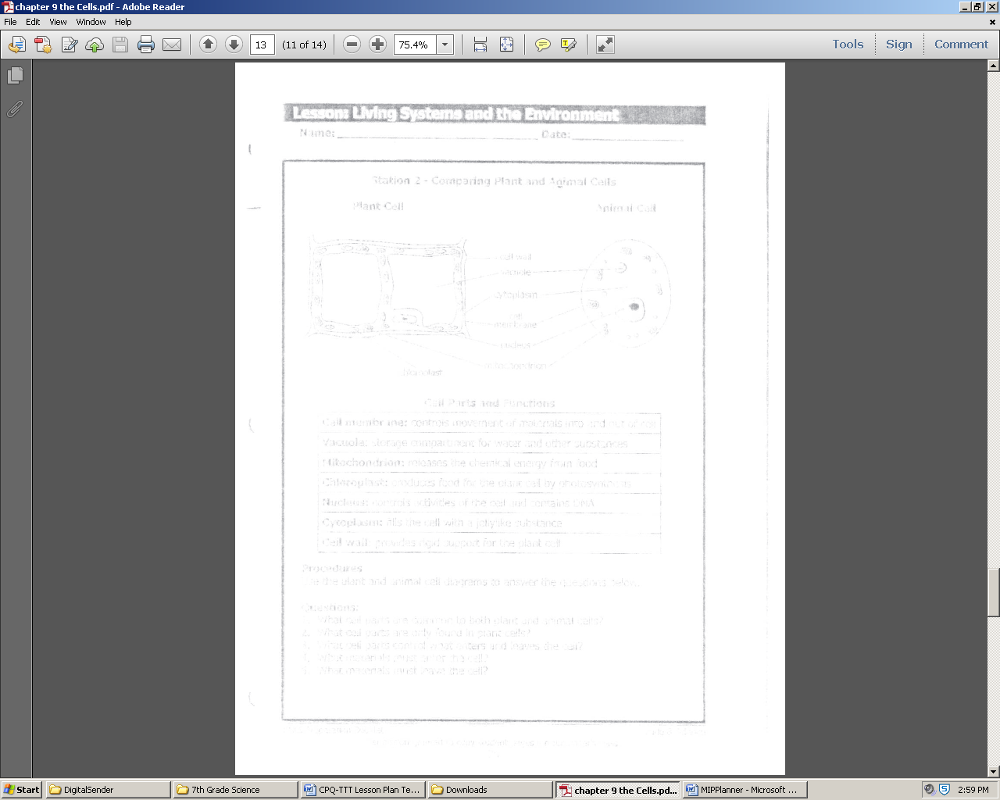 chapter 9 the Cells.pdf - Adobe Reader
File Edit View Window Help
13 (11 of 14) 75.4% Tools Sign Comment
Lesson: Living Systems and the Environment
Name: Date:
Station 2 - Comparing Plant and Animal Cells
Plant Cell Animal Cell
cell wall
vacuole
cytoplasm
cell
membrane
nucleus
mitochondrion
chloroplast
Cell Parts and Functions
Cell membrane: controls movement of materials into and out of cell
Vacuole: storage compartment for water and other substances
Mitochondrion: releases the chemical energy from food
Chloroplast: produces food for the plant cell by photosynthesis
Nucleus: controls activities of the cell and contains DNA
Cytoplasm: fills the cell with a jellylike substance
Cell wall: provides rigid support for the plant cell
Procedures
Use the plant and animal cell diagrams to answer the questions below.
Questions:
1. What cell parts are common to both plant and animal cells?
2. What cell parts are only found in plant cells?
3. What cell parts control what enters and leaves the cell?
4. What materials must enter the cell?
5. What materials must leave the cell?
Start DigitalSender 7th Grade Science CPQ-TTT Lesson Plan Te... Downloads chapter 9 the Cells.pd... MIPPlanner - Microsoft ... 2:59 PM